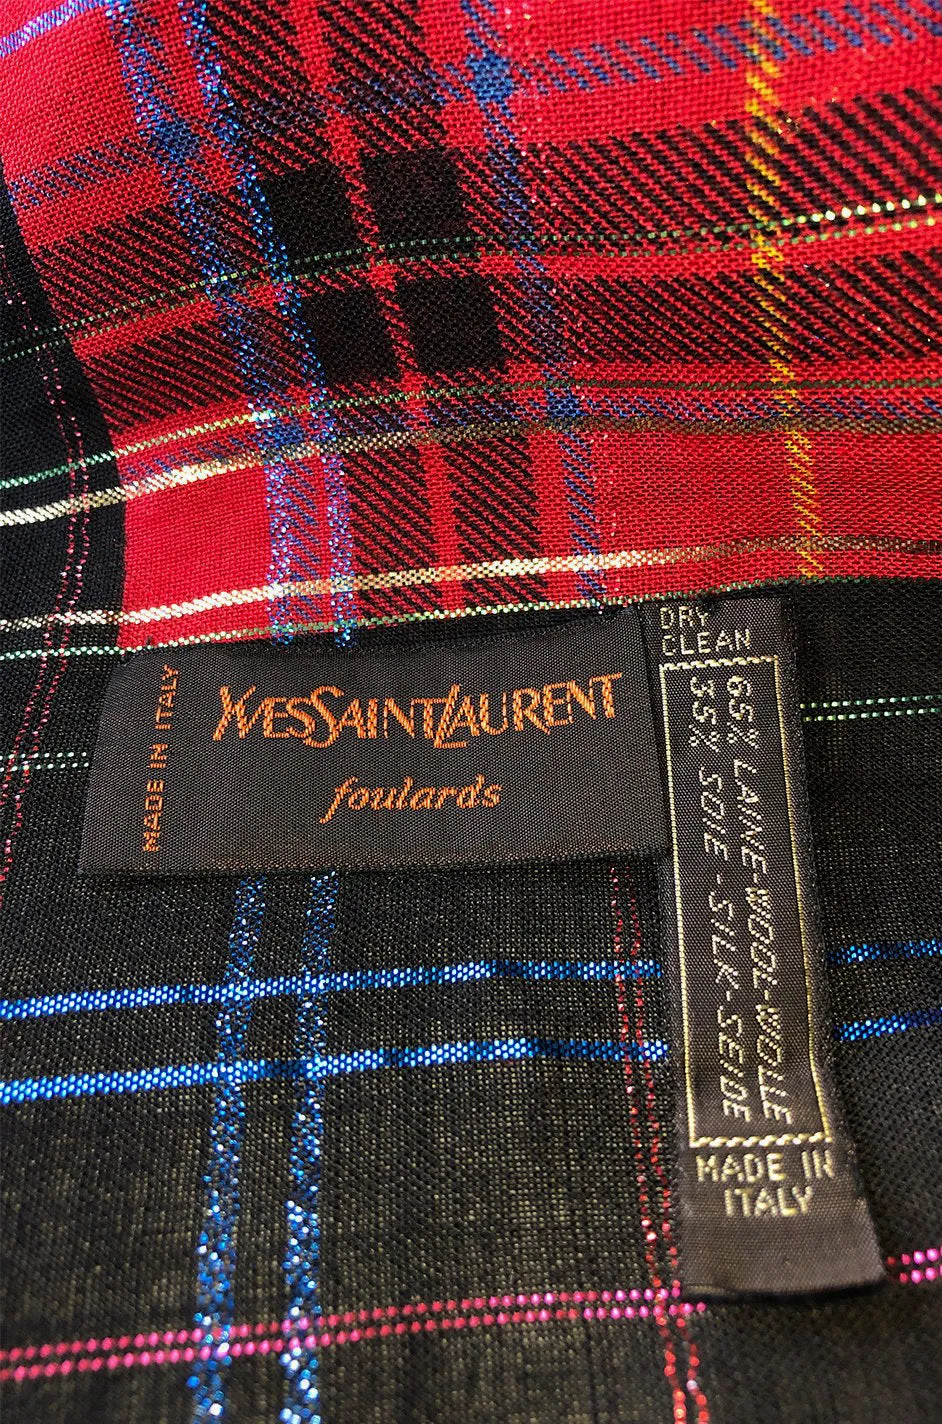 MADE IN ITALY
YVESSAINTLAURENT
foulards
DRY
CLEAN
65% LAINE-WOOL-WOLLE
35% SOIE-SILK-SEIDE
MADE IN
ITALY